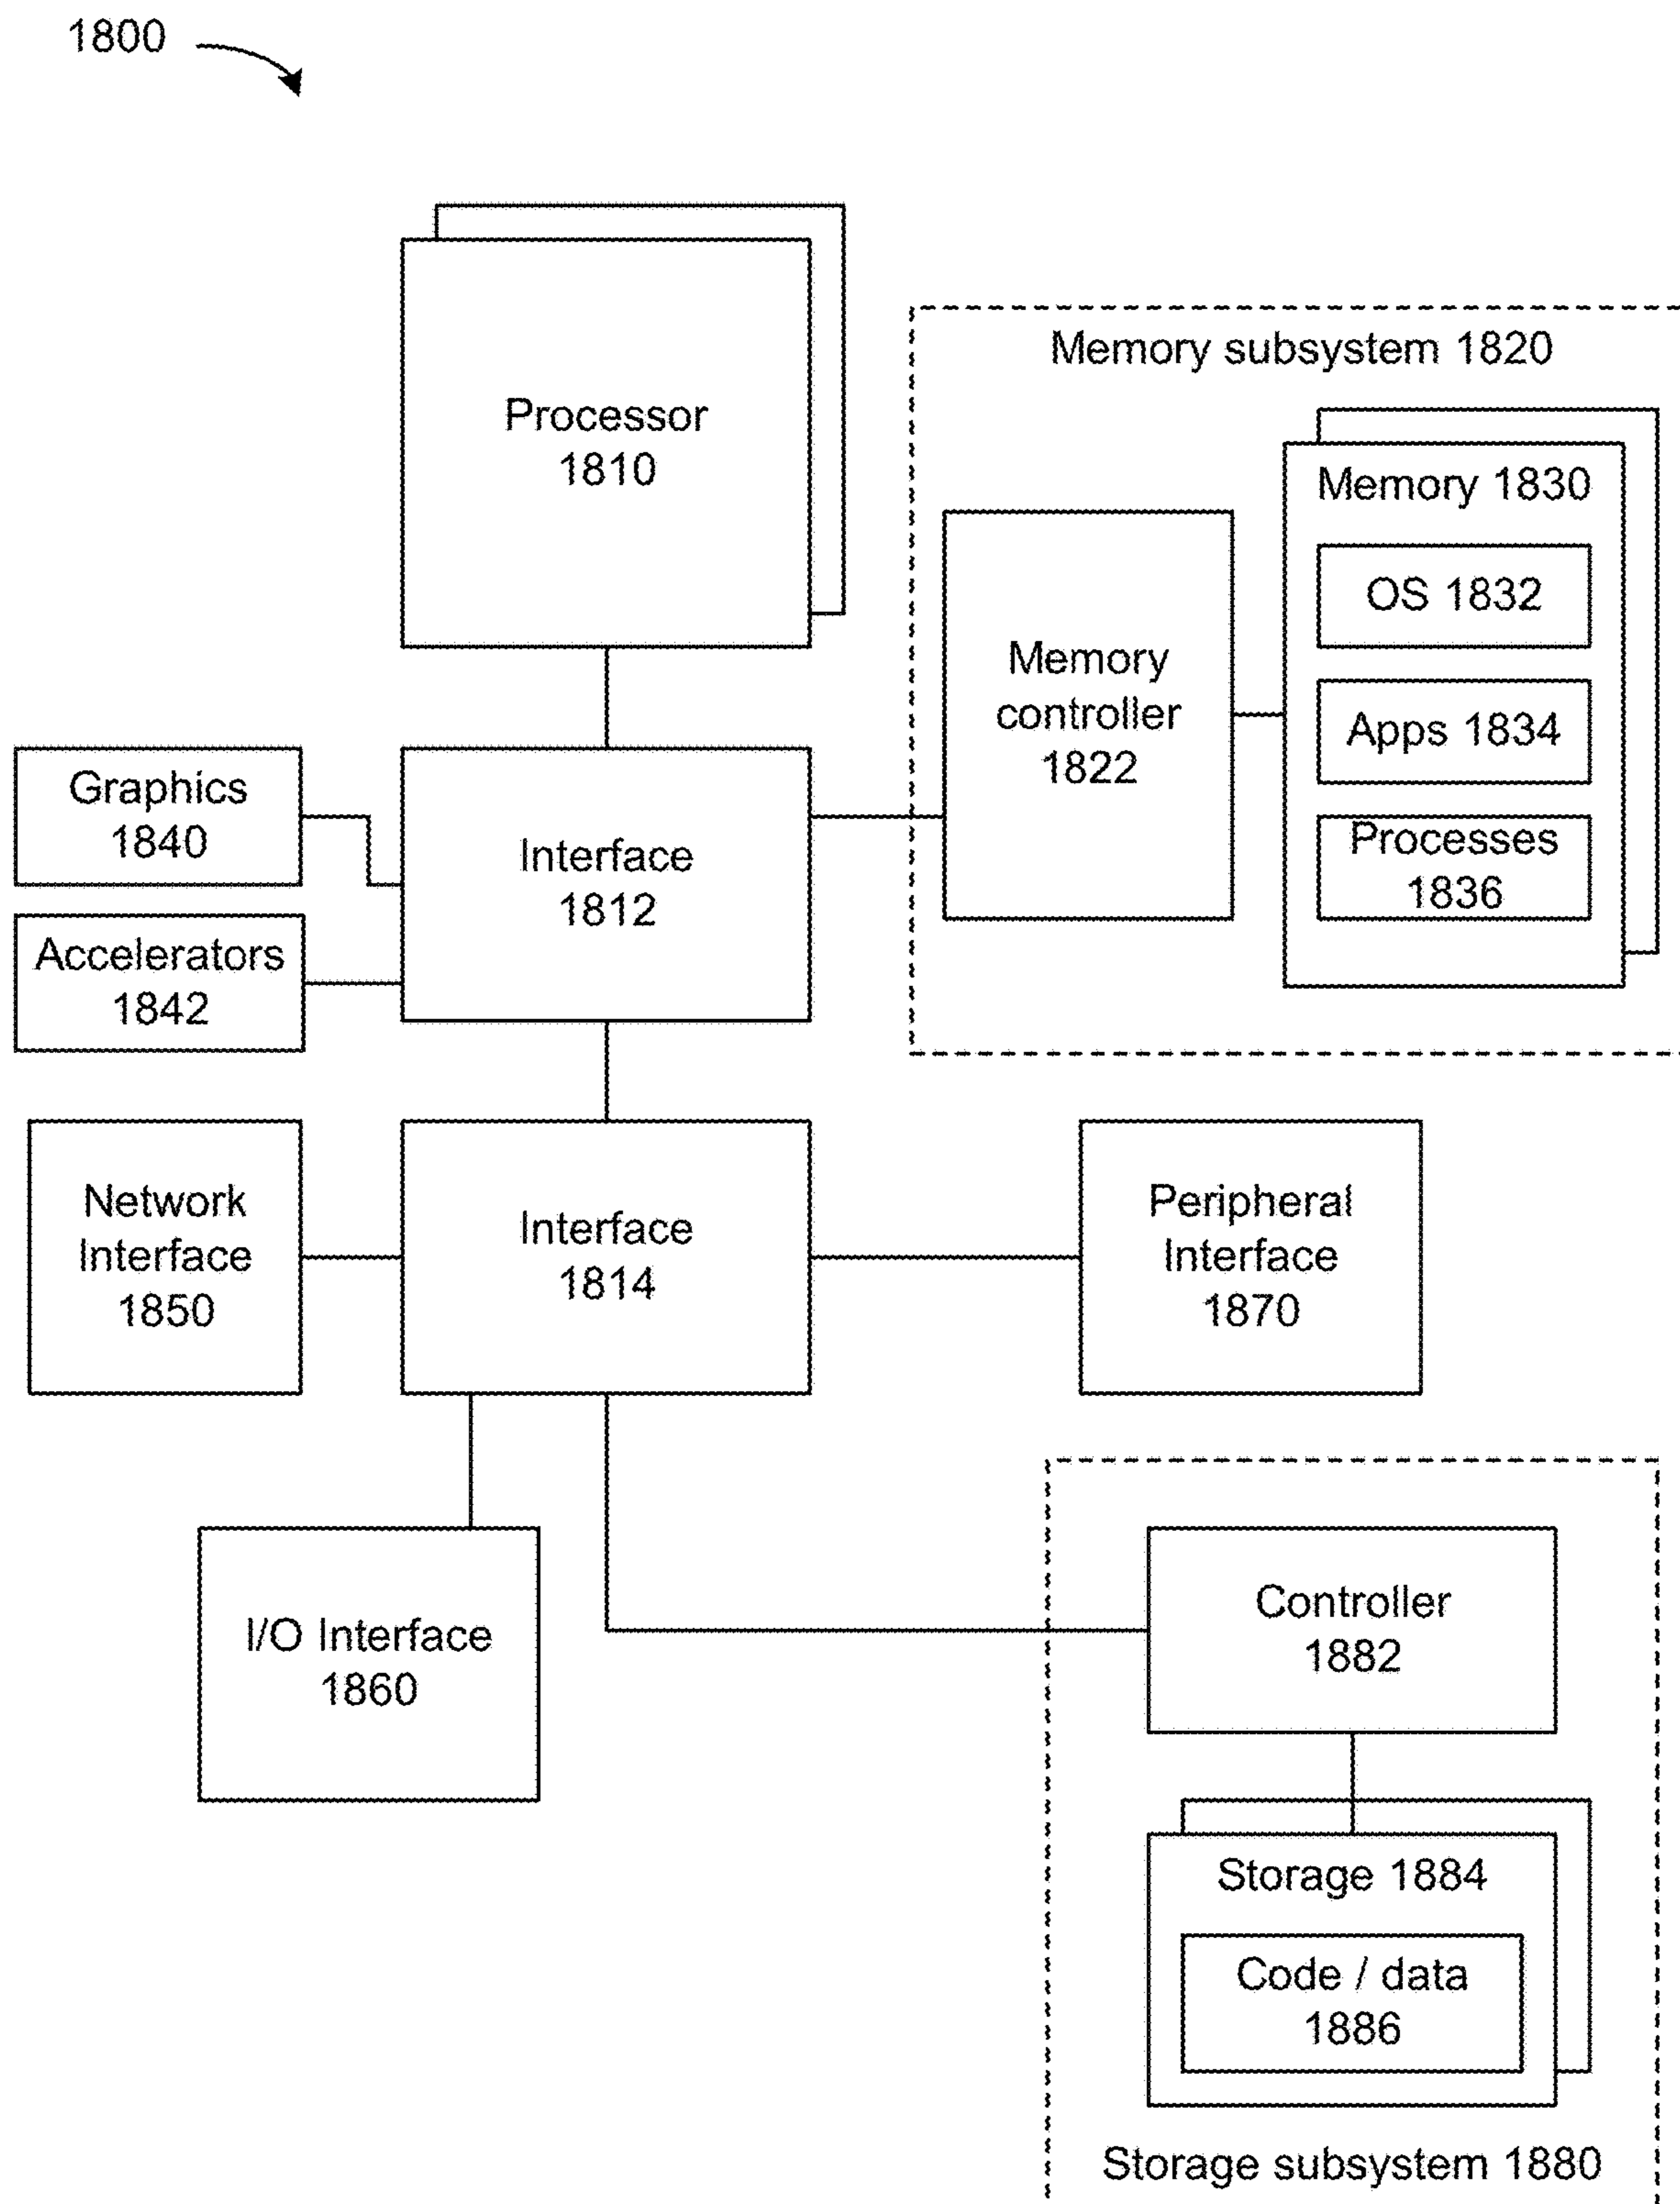 1800
Processor
1810
Memory subsystem 1820
Memory 1830
OS 1832
Apps 1834
Processes
1836
Memory
controller
1822
Graphics
1840
Accelerators
1842
Interface
1812
Network
Interface
1850
Interface
1814
Peripheral
Interface
1870
I/O Interface
1860
Controller
1882
Storage 1884
Code / data
1886
Storage subsystem 1880